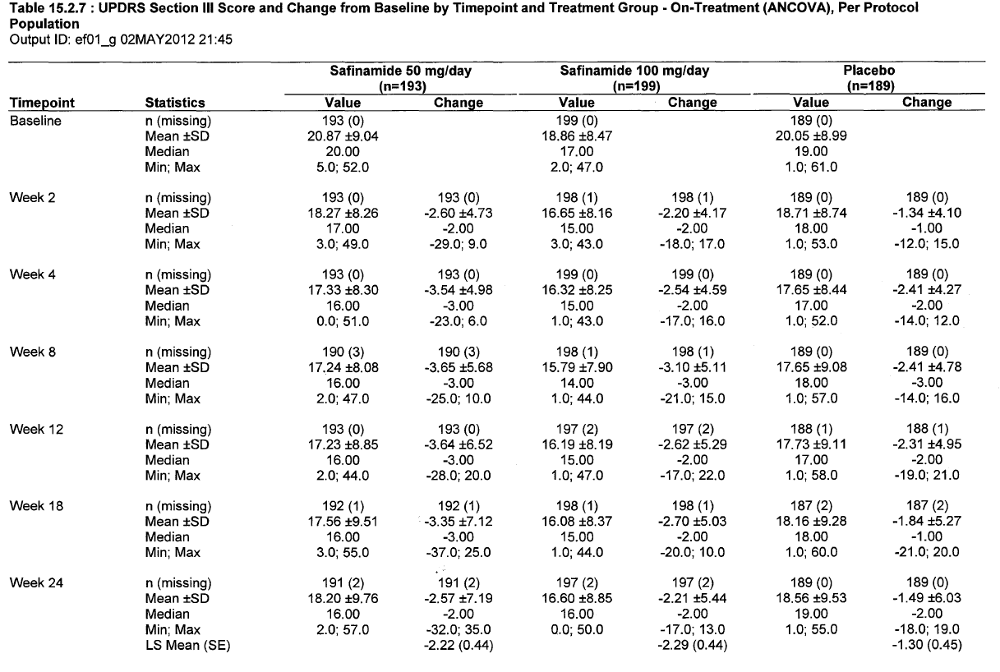 Table 15.2.7 : UPDRS Section III Score and Change from Baseline by Timepoint and Treatment Group - On-Treatment (ANCOVA), Per Protocol
Population
Output ID: ef01_g 02MAY2012 21:45
Safinamide 50 mg/day Safinamide 100 mg/day Placebo
(n=193) (n=199) (n=189)
Timepoint Statistics Value Change Value Change Value Change
Baseline n (missing) 193 (0) 199 (0) 189 (0)
Mean ±SD 20.87 ±9.04 18.86 ±8.47 20.05 ±8.99
Median 20.00 17.00 19.00
Min; Max 5.0; 52.0 2.0; 47.0 1.0; 61.0
Week 2 n (missing) 193 (0) 193 (0) 198 (1) 198 (1) 189 (0) 189 (0)
Mean ±SD 18.27 ±8.26 -2.60 ±4.73 16.65 ±8.16 -2.20 ±4.17 18.71 ±8.74 -1.34 ±4.10
Median 17.00 -2.00 15.00 -2.00 18.00 -1.00
Min; Max 3.0; 49.0 -29.0; 9.0 3.0; 43.0 -18.0; 17.0 1.0; 53.0 -12.0; 15.0
Week 4 n (missing) 193 (0) 193 (0) 199 (0) 199 (0) 189 (0) 189 (0)
Mean ±SD 17.33 ±8.30 -3.54 ±4.98 16.32 ±8.25 -2.54 ±4.59 17.65 ±8.44 -2.41 ±4.27
Median 16.00 -3.00 15.00 -2.00 17.00 -2.00
Min; Max 0.0; 51.0 -23.0; 6.0 1.0; 43.0 -17.0; 16.0 1.0; 52.0 -14.0; 12.0
Week 8 n (missing) 190 (3) 190 (3) 198 (1) 198 (1) 189 (0) 189 (0)
Mean ±SD 17.24 ±8.08 -3.65 ±5.68 15.79 ±7.90 -3.10 ±5.11 17.65 ±9.08 -2.41 ±4.78
Median 16.00 -3.00 14.00 -3.00 18.00 -3.00
Min; Max 2.0; 47.0 -25.0; 10.0 1.0; 44.0 -21.0; 15.0 1.0; 57.0 -14.0; 16.0
Week 12 n (missing) 193 (0) 193 (0) 197 (2) 197 (2) 188 (1) 188 (1)
Mean ±SD 17.23 ±8.85 -3.64 ±6.52 16.19 ±8.19 -2.62 ±5.29 17.73 ±9.11 -2.31 ±4.95
Median 16.00 -3.00 15.00 -2.00 17.00 -2.00
Min; Max 2.0; 44.0 -28.0; 20.0 1.0; 47.0 -17.0; 22.0 1.0; 58.0 -19.0; 21.0
Week 18 n (missing) 192 (1) 192 (1) 198 (1) 198 (1) 187 (2) 187 (2)
Mean ±SD 17.56 ±9.51 -3.35 ±7.12 16.08 ±8.37 -2.70 ±5.03 18.16 ±9.28 -1.84 ±5.27
Median 16.00 -3.00 15.00 -2.00 18.00 -1.00
Min; Max 3.0; 55.0 -37.0; 25.0 1.0; 44.0 -20.0; 10.0 1.0; 60.0 -21.0; 20.0
Week 24 n (missing) 191 (2) 191 (2) 197 (2) 197 (2) 189 (0) 189 (0)
Mean ±SD 18.20 ±9.76 -2.57 ±7.19 16.60 ±8.85 -2.21 ±5.44 18.56 ±9.53 -1.49 ±6.03
Median 16.00 -2.00 16.00 -2.00 19.00 -2.00
Min; Max 2.0; 57.0 -32.0; 35.0 0.0; 50.0 -17.0; 13.0 1.0; 55.0 -18.0; 19.0
LS Mean (SE) -2.22 (0.44) -2.29 (0.44) -1.30 (0.45)